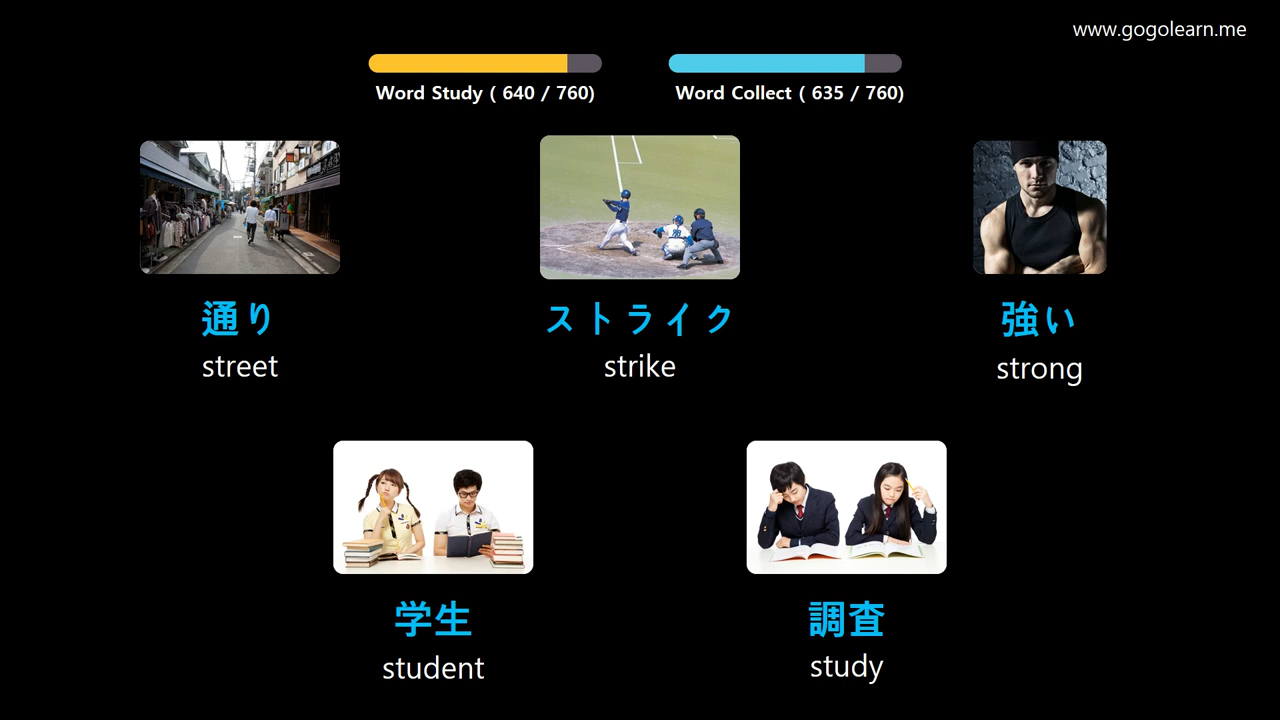 www.gogolearn.me
Word Study ( 640 / 760)
Word Collect ( 635 / 760)
通り
street
ストライク
strike
強い
strong
学生
student
調査
study